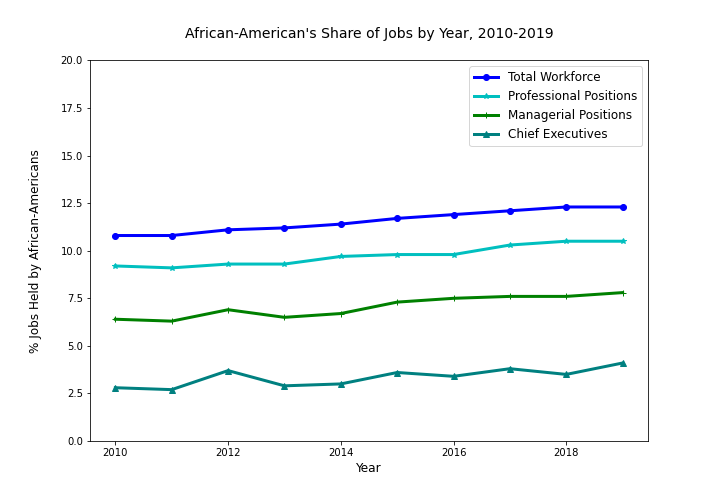 African-American's Share of Jobs by Year, 2010-2019
20.0
17.5
15.0
12.5
10.0
7.5
5.0
2.5
0.0
% Jobs Held by African-Americans
Total Workforce
Professional Positions
Managerial Positions
Chief Executives
2010 2012 2014 2016 2018
Year